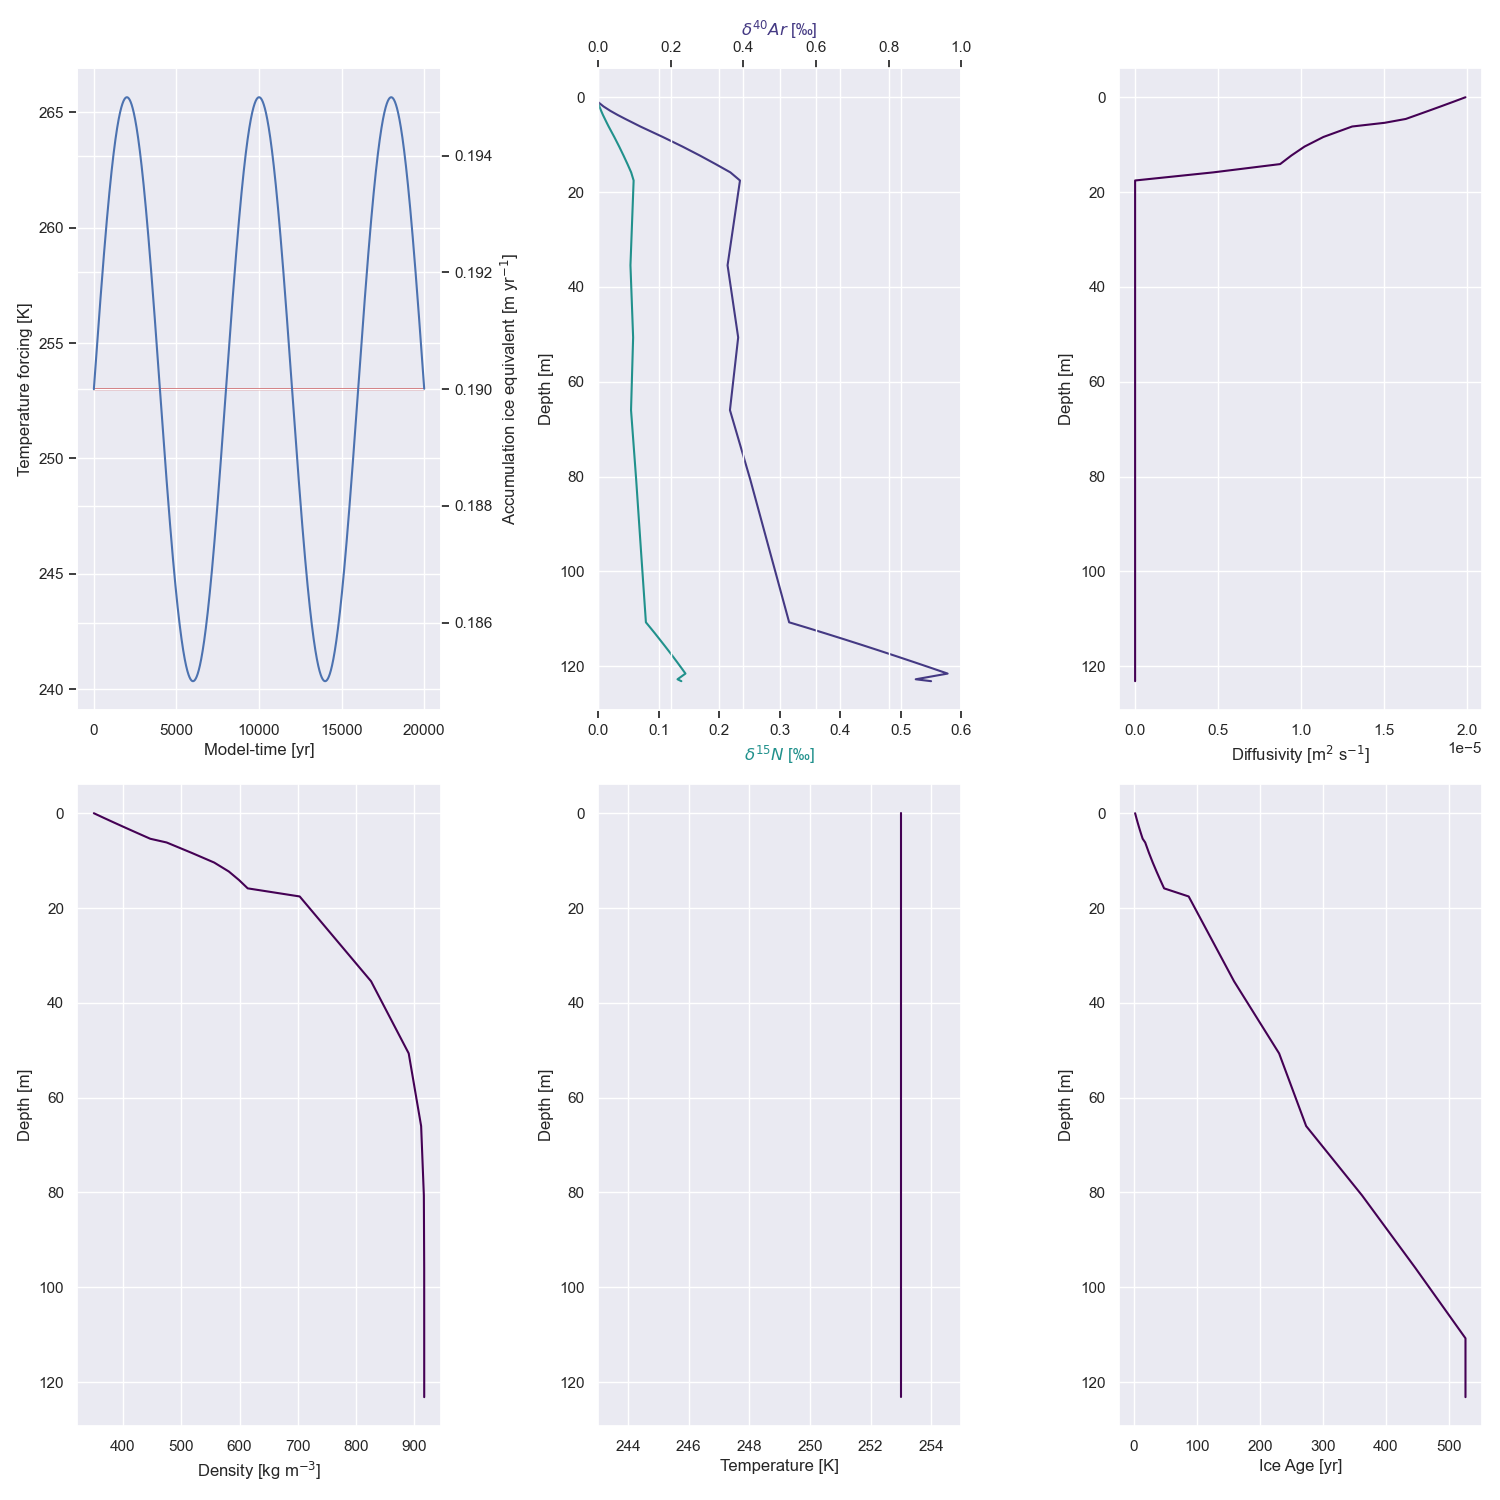 265
260
255
250
245
240
Temperature forcing [K]
0.194
0.192
0.190
0.188
0.186
Accumulation ice equivalent [m yr⁻¹]
0 5000 10000 15000 20000
Model-time [yr]
δ⁴⁰Ar [‰]
0.0 0.2 0.4 0.6 0.8 1.0
0
20
40
60
80
100
120
Depth [m]
0.0 0.1 0.2 0.3 0.4 0.5 0.6
δ¹⁵N [‰]
0
20
40
60
80
100
120
Depth [m]
0.0 0.5 1.0 1.5 2.0
1e−5
Diffusivity [m² s⁻¹]
0
20
40
60
80
100
120
Depth [m]
400 500 600 700 800 900
Density [kg m⁻³]
0
20
40
60
80
100
120
Depth [m]
244 246 248 250 252 254
Temperature [K]
0
20
40
60
80
100
120
Depth [m]
0 100 200 300 400 500
Ice Age [yr]